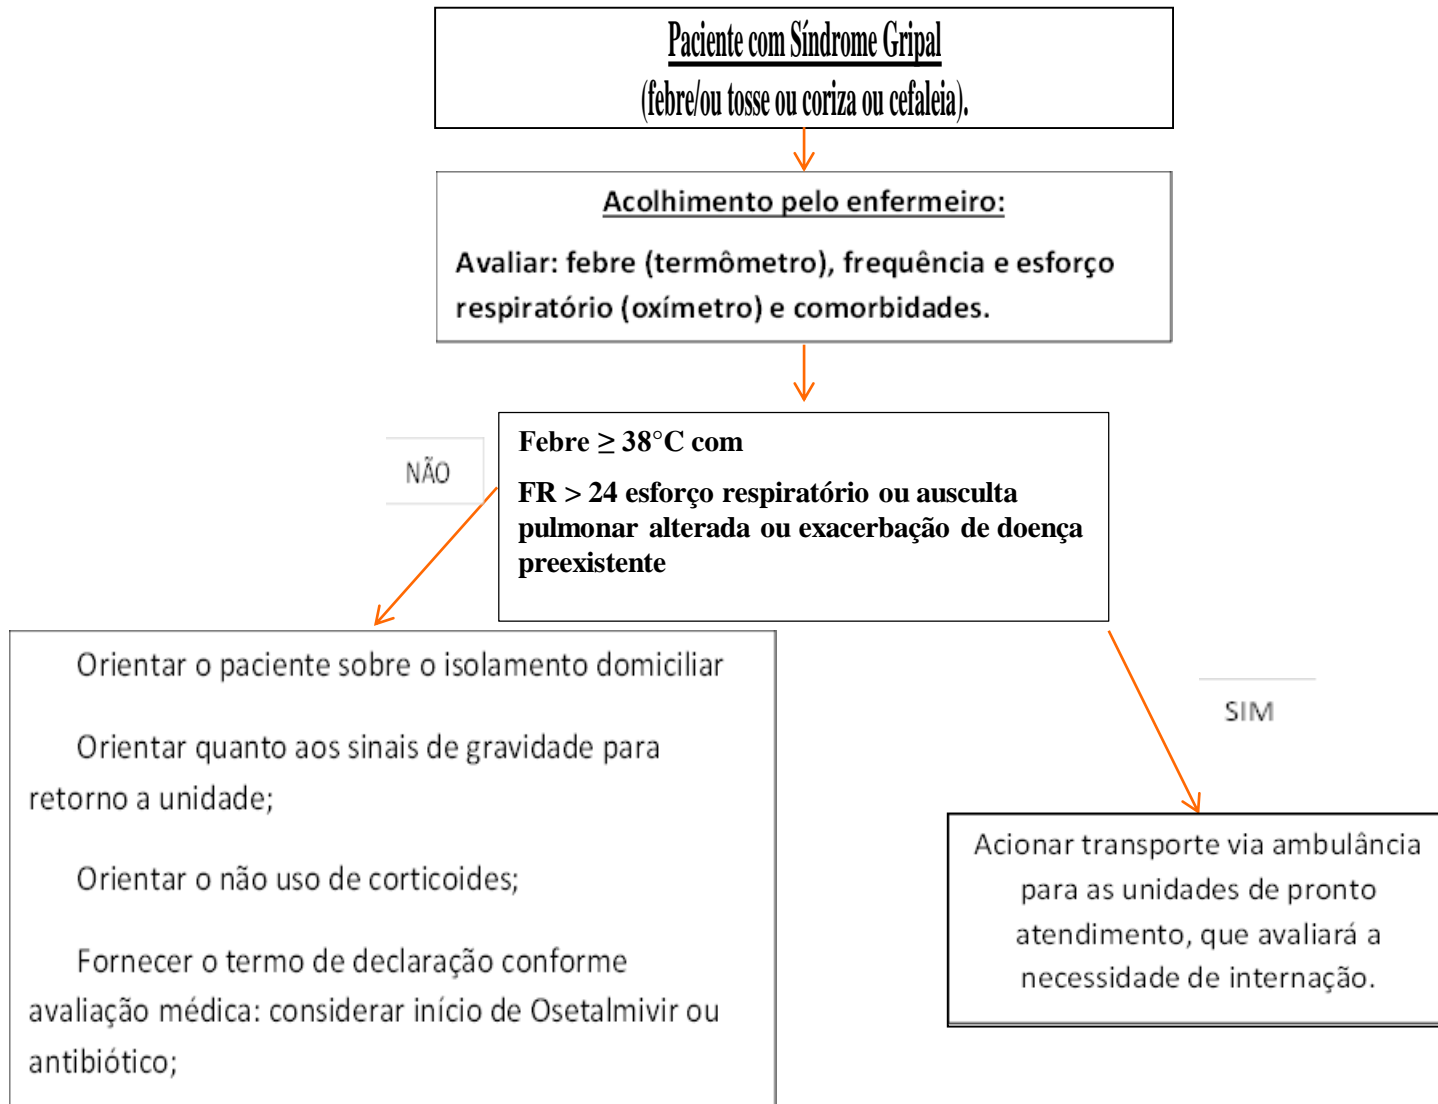 Paciente com Síndrome Gripal
(febre/ou tosse ou coriza ou cefaleia).
Acolhimento pelo enfermeiro:
Avaliar: febre (termômetro), frequência e esforço
respiratório (oxímetro) e comorbidades.
Febre ≥ 38°C com
FR > 24 esforço respiratório ou ausculta
pulmonar alterada ou exacerbação de doença
preexistente
NÃO
Orientar o paciente sobre o isolamento domiciliar
Orientar quanto aos sinais de gravidade para
retorno a unidade;
Orientar o não uso de corticoides;
Fornecer o termo de declaração conforme
avaliação médica: considerar início de Osetalmivir ou
antibiótico;
SIM
Acionar transporte via ambulância
para as unidades de pronto
atendimento, que avaliará a
necessidade de internação.